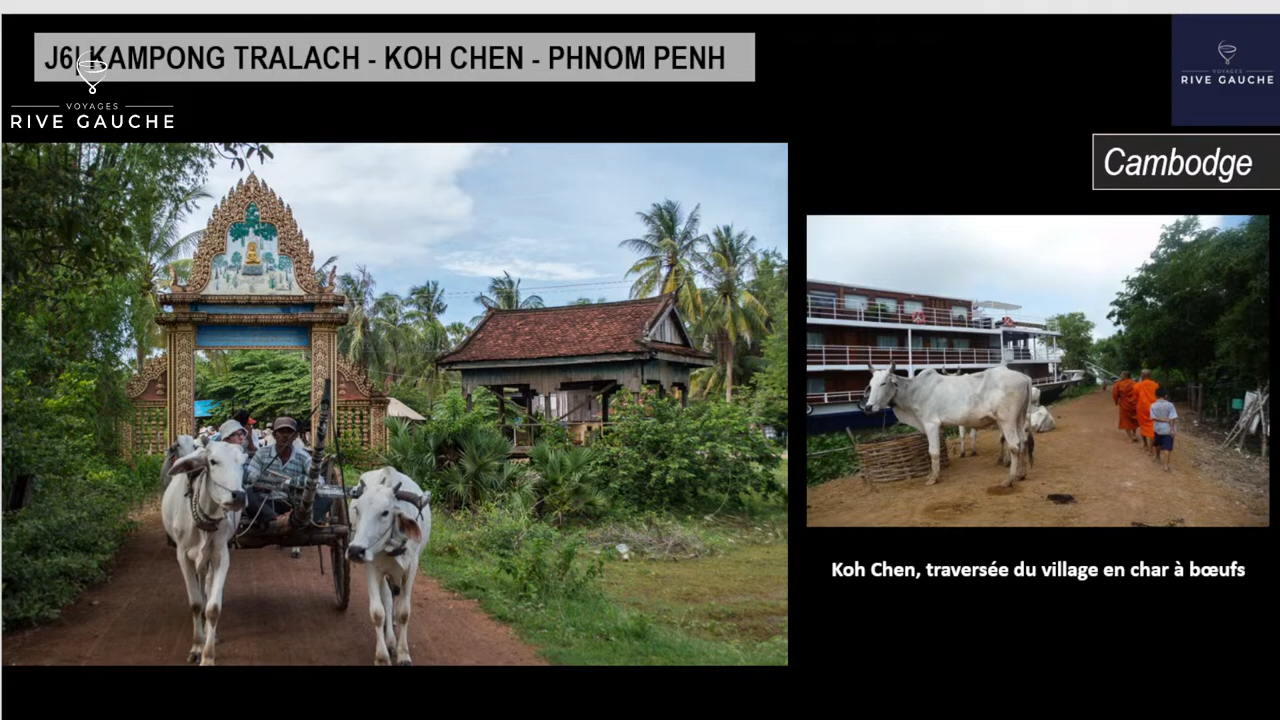 J6| KAMPONG TRALACH - KOH CHEN - PHNOM PENH
VOYAGES
RIVE GAUCHE
VOYAGES
RIVE GAUCHE
Cambodge
Koh Chen, traversée du village en char à bœufs